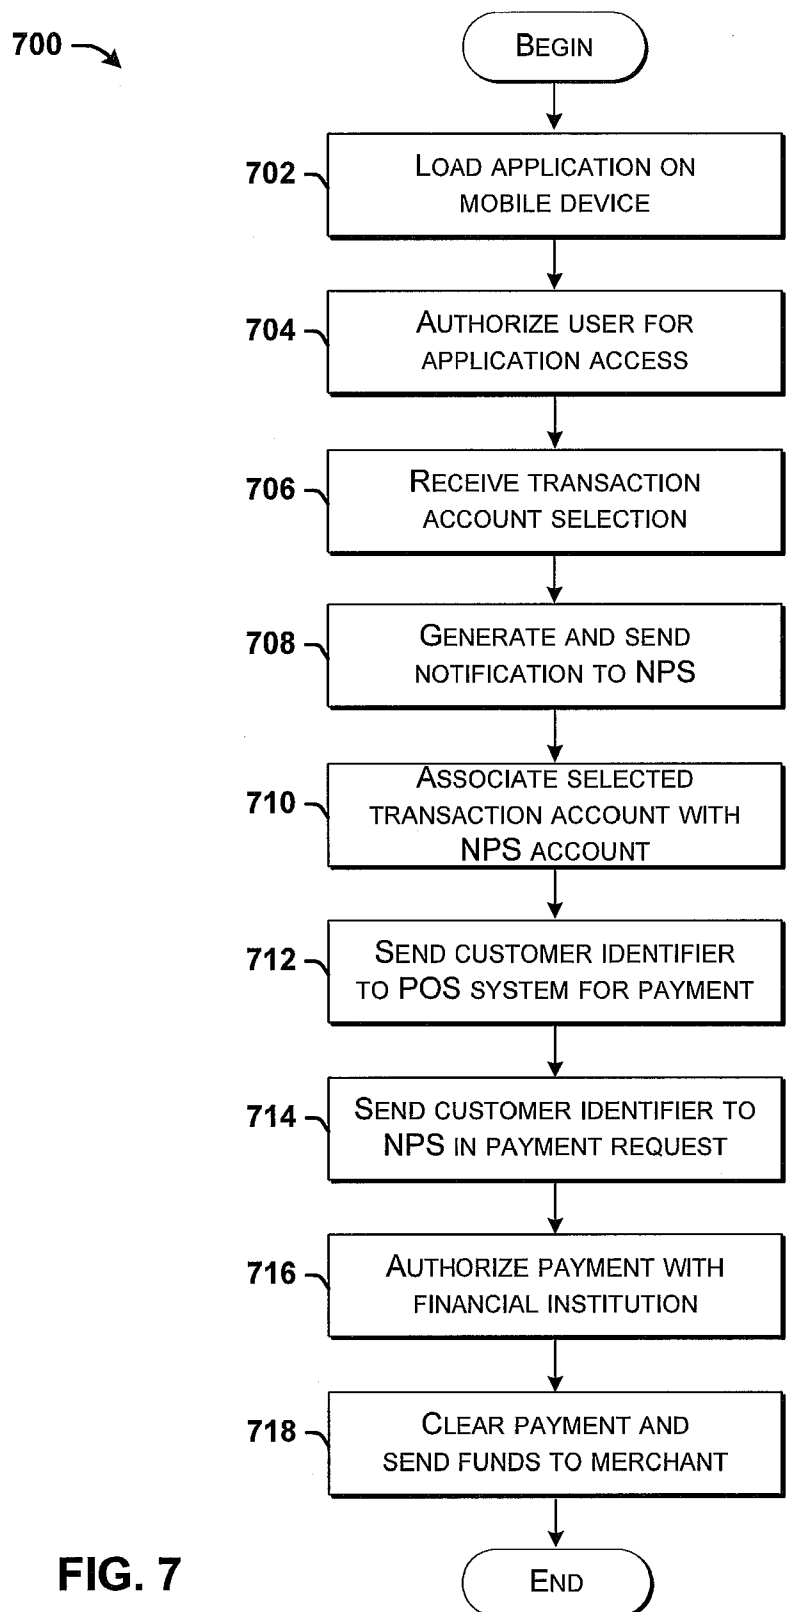 700
BEGIN
702
LOAD APPLICATION ON
MOBILE DEVICE
704
AUTHORIZE USER FOR
APPLICATION ACCESS
706
RECEIVE TRANSACTION
ACCOUNT SELECTION
708
GENERATE AND SEND
NOTIFICATION TO NPS
710
ASSOCIATE SELECTED
TRANSACTION ACCOUNT WITH
NPS ACCOUNT
712
SEND CUSTOMER IDENTIFIER
TO POS SYSTEM FOR PAYMENT
714
SEND CUSTOMER IDENTIFIER TO
NPS IN PAYMENT REQUEST
716
AUTHORIZE PAYMENT WITH
FINANCIAL INSTITUTION
718
CLEAR PAYMENT AND
SEND FUNDS TO MERCHANT
END
FIG. 7